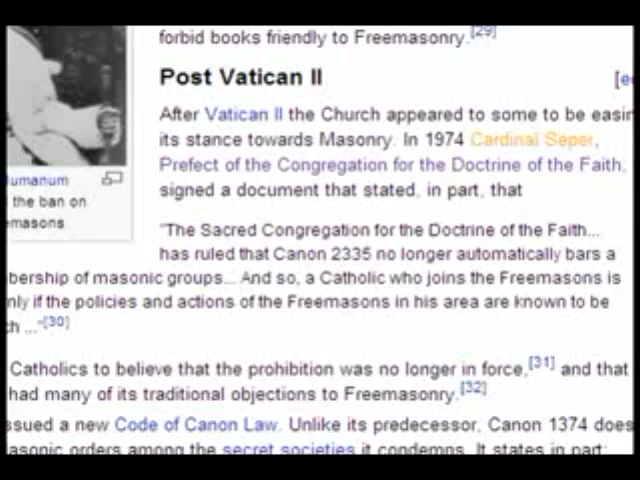 forbid books friendly to Freemasonry.[29]
Post Vatican II
After Vatican II the Church appeared to some to be easin
its stance towards Masonry. In 1974 Cardinal Seper,
Prefect of the Congregation for the Doctrine of the Faith,
signed a document that stated, in part, that
umanum
the ban on
masons
"The Sacred Congregation for the Doctrine of the Faith...
has ruled that Canon 2335 no longer automatically bars a
bership of masonic groups... And so, a Catholic who joins the Freemasons is
nly if the policies and actions of the Freemasons in his area are known to be
ch ..."[30]
Catholics to believe that the prohibition was no longer in force,[31] and that
had many of its traditional objections to Freemasonry.[32]
ssued a new Code of Canon Law. Unlike its predecessor, Canon 1374 does
asonic orders among the secret societies it condemns. It states in part: